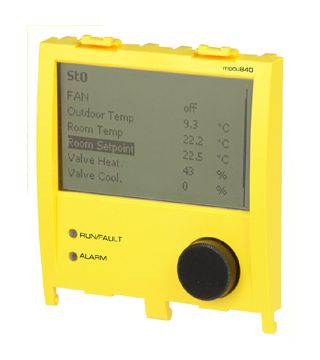 modu840
StO
FAN off
Outdoor Temp 9.3 °C
Room Temp 22.2 °C
Room Setpoint 22.5 °C
Valve Heat. 43 %
Valve Cool. 0 %
RUN/FAULT
ALARM